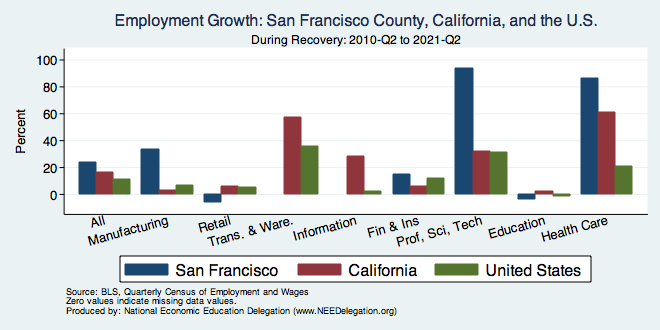 Employment Growth: San Francisco County, California, and the U.S.
During Recovery: 2010-Q2 to 2021-Q2
Percent
100
80
60
40
20
0
All
Manufacturing
Retail
Trans. & Ware.
Information
Fin & Ins
Prof, Sci, Tech
Education
Health Care
San Francisco California United States
Source: BLS, Quarterly Census of Employment and Wages
Zero values indicate missing data values.
Produced by: National Economic Education Delegation (www.NEEDelegation.org)